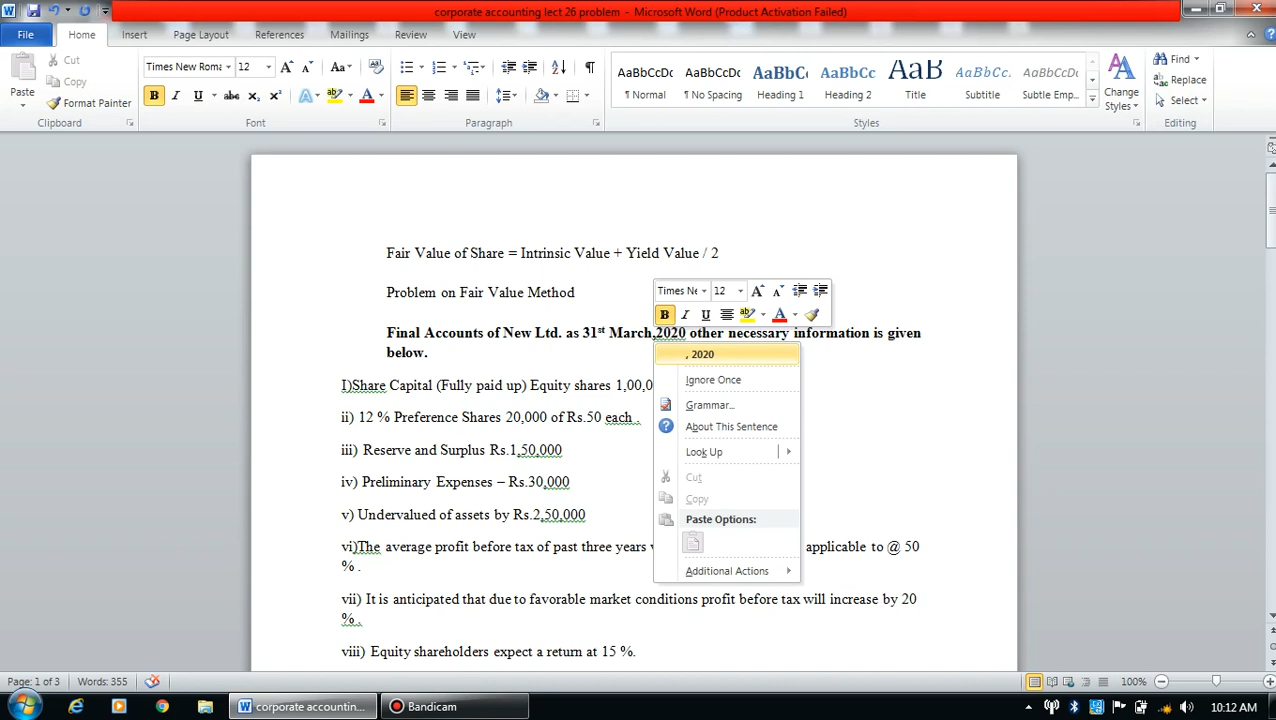 corporate accounting lect 26 problem – Microsoft Word (Product Activation Failed)
File Home Insert Page Layout References Mailings Review View
Paste
Cut
Copy
Format Painter
Clipboard
Times New Roma 12
Font
Paragraph
AaBbCcDc AaBbCcDc AaBbC AaBbCc AaB AaBbCcL AaBbCcDc
¶ Normal ¶ No Spacing Heading 1 Heading 2 Title Subtitle Subtle Emp...
Styles
Change Styles
Find
Replace
Select
Editing
Fair Value of Share = Intrinsic Value + Yield Value / 2
Problem on Fair Value Method
Final Accounts of New Ltd. as 31st March,2020 other necessary information is given
below.
I)Share Capital (Fully paid up) Equity shares 1,00,0
ii) 12 % Preference Shares 20,000 of Rs.50 each .
iii) Reserve and Surplus Rs.1,50,000
iv) Preliminary Expenses – Rs.30,000
v) Undervalued of assets by Rs.2,50,000
vi)The average profit before tax of past three years applicable to @ 50
% .
vii) It is anticipated that due to favorable market conditions profit before tax will increase by 20
% .
viii) Equity shareholders expect a return at 15 %.
Times Ne 12
, 2020
Ignore Once
Grammar...
About This Sentence
Look Up
Cut
Copy
Paste Options:
Additional Actions
Page: 1 of 3 Words: 355 100%
corporate accountin... Bandicam 10:12 AM